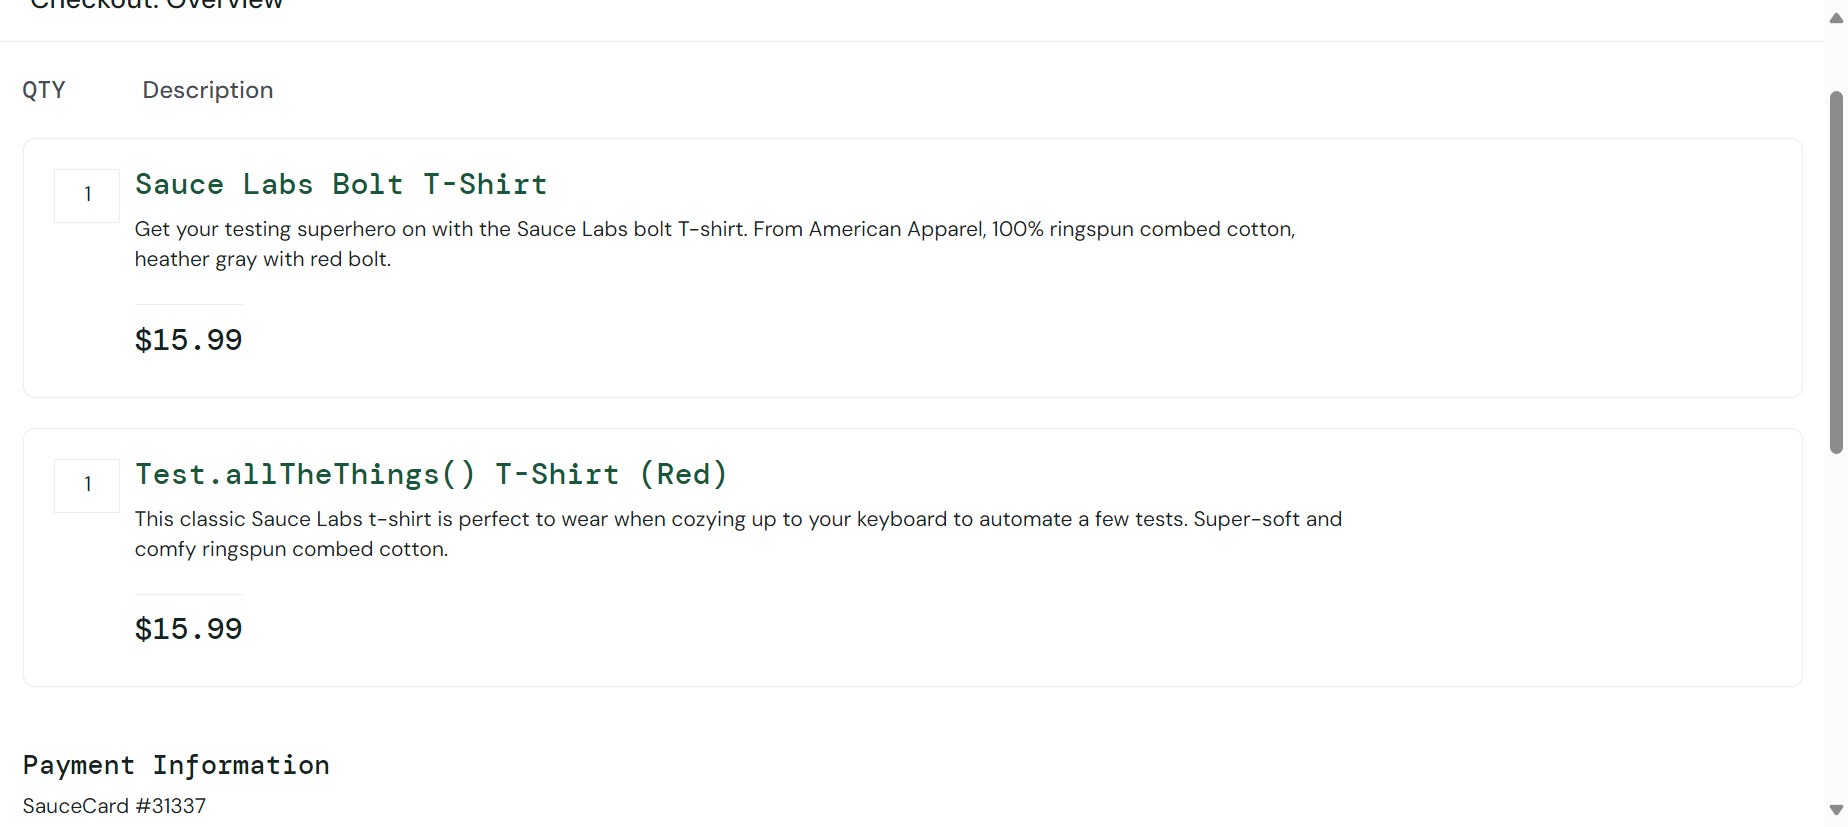 Checkout: Overview
QTY Description
1 Sauce Labs Bolt T-Shirt
Get your testing superhero on with the Sauce Labs bolt T-shirt. From American Apparel, 100% ringspun combed cotton,
heather gray with red bolt.
$15.99
1 Test.allTheThings() T-Shirt (Red)
This classic Sauce Labs t-shirt is perfect to wear when cozying up to your keyboard to automate a few tests. Super-soft and
comfy ringspun combed cotton.
$15.99
Payment Information
SauceCard #31337